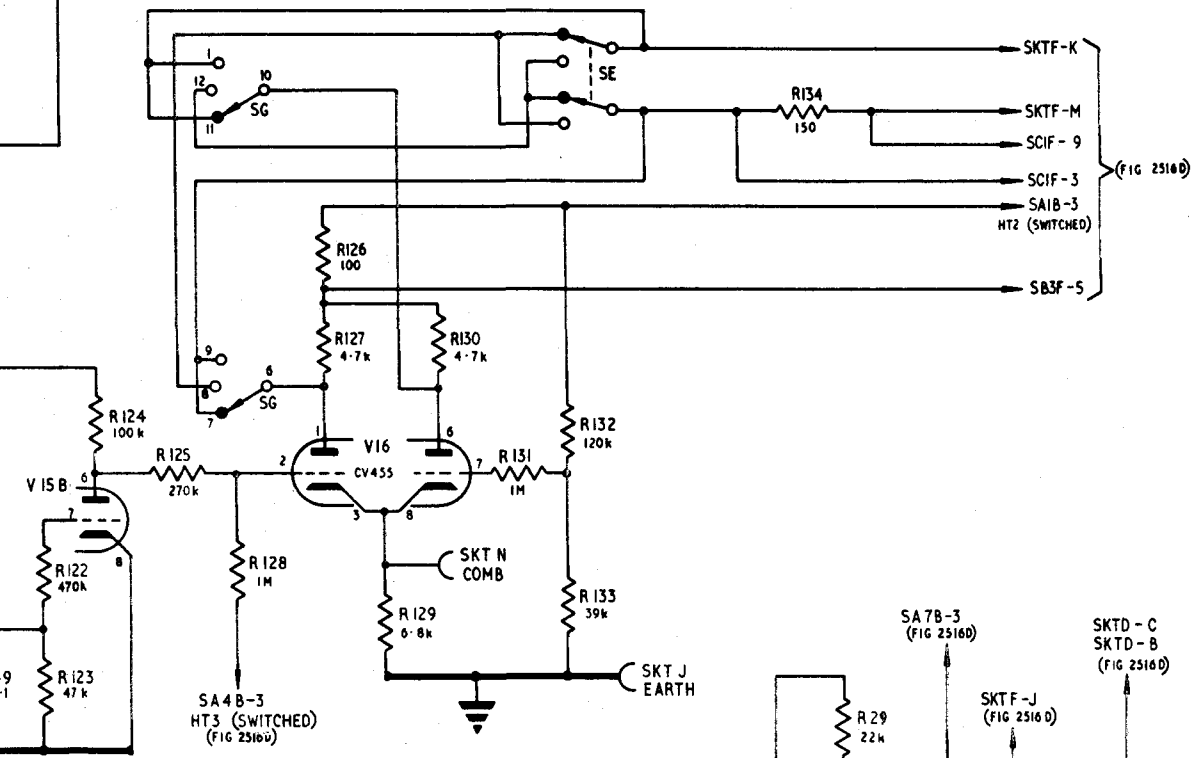 SKTF-K
1
12
10
SG
11
SE
R134
150
SKTF-M
SCIF-9
(FIG 2516D)
SCIF-3
SAIB-3
HT2 (SWITCHED)
R126
100
SB3F-5
R127
4·7k
R130
4·7k
9
8
6
SG
7
R124
100k
R125
270k
1
V16
6
R132
120k
2
CV455
7
R131
1M
V15B
6
7
8
3
8
R122
470k
R128
1M
SKT N
COMB
R129
6·8k
R133
39k
SA7B-3
(FIG 2516D)
SKTD-C
SKTD-B
(FIG 2516D)
R123
47k
SKT J
EARTH
SA4B-3
HT3 (SWITCHED)
(FIG 2516D)
SKTF-J
(FIG 2516D)
R29
22k